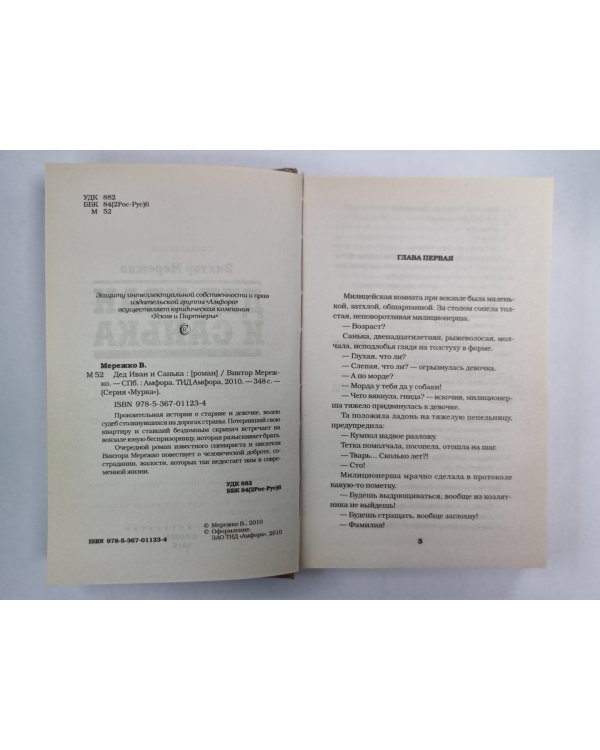 УДК 882
ББК 84(2Рос-Рус)6
М 52
Защиту интеллектуальной собственности и прав
издательской группы «Амфора»
осуществляет юридическая компания
«Усков и Партнеры»
Мережко В.
М 52 Дед Иван и Санька : [роман] / Виктор Мереж-
ко. — СПб. : Амфора. ТИД Амфора, 2010. — 348 с. —
(Серия «Мурка»).
ISBN 978-5-367-01123-4
Пронзительная история о старике и девочке, волею
судеб столкнувшихся на дорогах страны. Потерявший свою
квартиру и ставший бездомным скрипач встречает на
вокзале юную беспризорницу, которая разыскивает брата.
Очередной роман известного сценариста и писателя
Виктора Мережко повествует о человеческой доброте,
сострадании, жалости, которых так недостает нам в совре-
менной жизни.
УДК 882
ББК 84(2Рос-Рус)6
© Мережко В., 2010
© Оформление.
ЗАО ТИД «Амфора», 2010
ISBN 978-5-367-01123-4
Виктор Мережко
И САНЬКА
ГЛАВА ПЕРВАЯ
Милицейская комната при вокзале была малень-
кой, затхлой, обшарпанной. За столом сопела тол-
стая, неповоротливая милиционерша.
— Возраст?
Санька, двенадцатилетняя, рыжеволосая, мол-
чала, исподлобья глядя на толстуху в форме.
— Глухая, что ли?
— Слепая, что ли? — огрызнулась девочка.
— А по морде?
— Морда у тебя да у собаки!
— Чего вякнула, гнида? — вскочив, милиционер-
ша тяжело придвинулась к девочке.
Та положила ладонь на тяжелую пепельницу,
предупредила:
— Кумпол надвое разложу.
Тетка помолчала, посопела, отошла на шаг.
— Тварь... Сколько лет?!
— Сто!
Милиционерша мрачно сделала в протоколе
какую-то пометку.
— Будешь выдрющиваться, вообще из козлят-
ника не выйдешь!
— Будешь стращать, вообще заглохну!
— Фамилия!
5